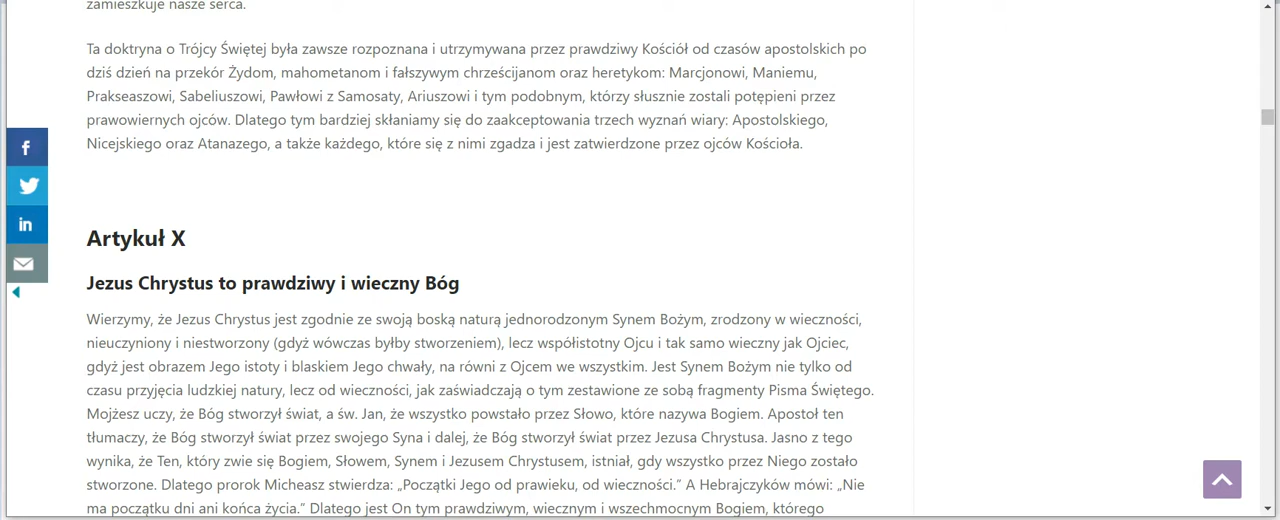 zamieszkuje nasze serca.
Ta doktryna o Trójcy Świętej była zawsze rozpoznana i utrzymywana przez prawdziwy Kościół od czasów apostolskich po
dziś dzień na przekór Żydom, mahometanom i fałszywym chrześcijanom oraz heretykom: Marcjonowi, Maniemu,
Prakseaszowi, Sabeliuszowi, Pawłowi z Samosaty, Ariuszowi i tym podobnym, którzy słusznie zostali potępieni przez
prawowiernych ojców. Dlatego tym bardziej skłaniamy się do zaakceptowania trzech wyznań wiary: Apostolskiego,
Nicejskiego oraz Atanazego, a także każdego, które się z nimi zgadza i jest zatwierdzone przez ojców Kościoła.
Artykuł X
Jezus Chrystus to prawdziwy i wieczny Bóg
Wierzymy, że Jezus Chrystus jest zgodnie ze swoją boską naturą jednorodzonym Synem Bożym, zrodzony w wieczności,
nieuczyniony i niestworzony (gdyż wówczas byłby stworzeniem), lecz współistotny Ojcu i tak samo wieczny jak Ojciec,
gdyż jest obrazem Jego istoty i blaskiem Jego chwały, na równi z Ojcem we wszystkim. Jest Synem Bożym nie tylko od
czasu przyjęcia ludzkiej natury, lecz od wieczności, jak zaświadczają o tym zestawione ze sobą fragmenty Pisma Świętego.
Mojżesz uczy, że Bóg stworzył świat, a św. Jan, że wszystko powstało przez Słowo, które nazywa Bogiem. Apostoł ten
tłumaczy, że Bóg stworzył świat przez swojego Syna i dalej, że Bóg stworzył świat przez Jezusa Chrystusa. Jasno z tego
wynika, że Ten, który zwie się Bogiem, Słowem, Synem i Jezusem Chrystusem, istniał, gdy wszystko przez Niego zostało
stworzone. Dlatego prorok Micheasz stwierdza: „Początki Jego od prawieku, od wieczności.” A Hebrajczyków mówi: „Nie
ma początku dni ani końca życia.” Dlatego jest On tym prawdziwym, wiecznym i wszechmocnym Bogiem, którego